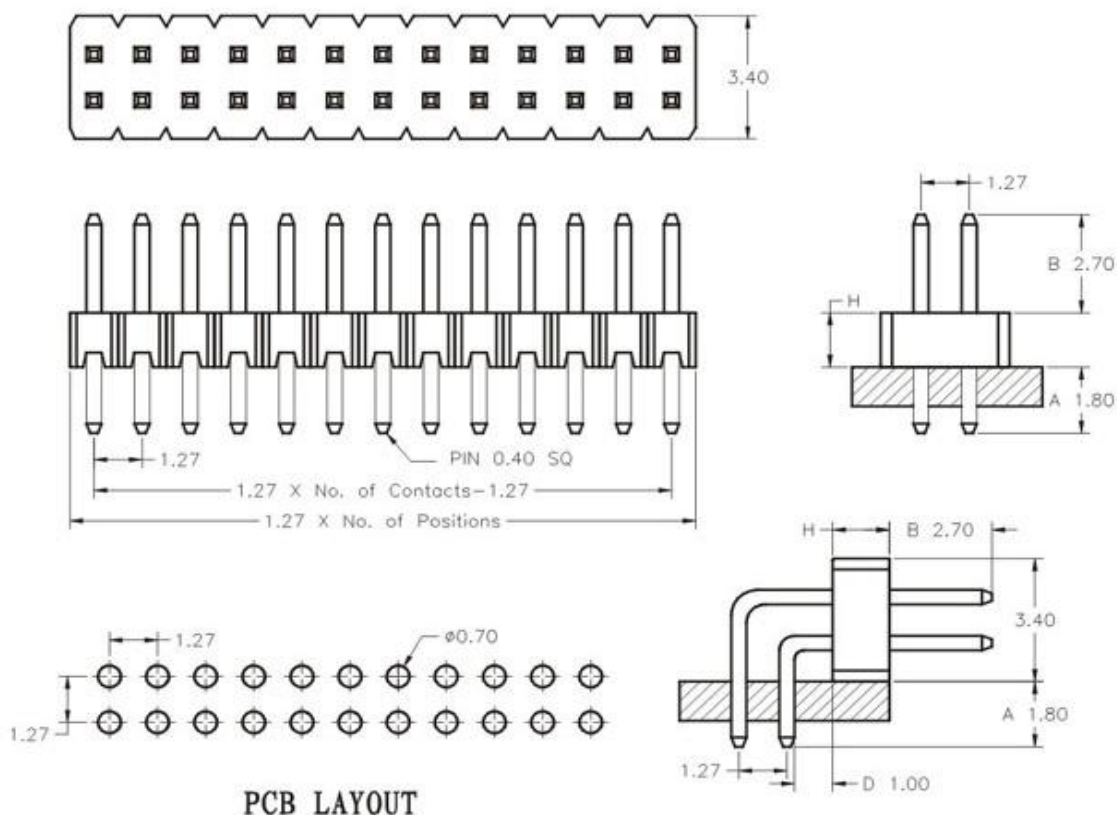 3.40
1.27
B 2.70
H
A 1.80
1.27
PIN 0.40 SQ
1.27 X No. of Contacts-1.27
1.27 X No. of Positions
H
B 2.70
3.40
A 1.80
1.27
D 1.00
1.27
ø0.70
1.27
PCB LAYOUT